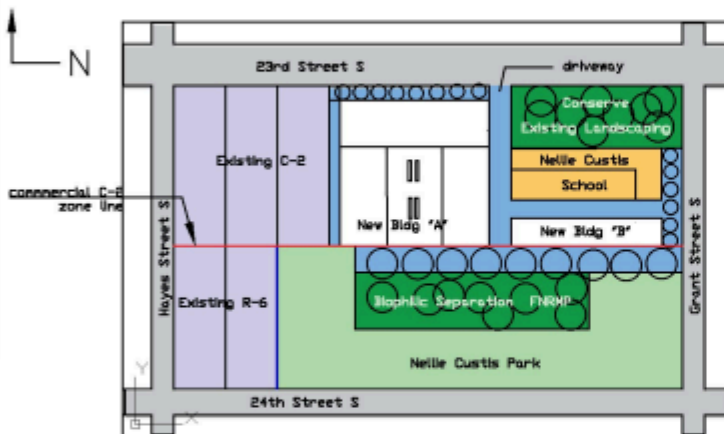 N
23rd Street S
driveway
Conserve
Existing Landscaping
Existing C-2
Nellie Custis
School
commercial C-2
zone line
New Bldg "A"
New Bldg "B"
Hayes Street S
Grant Street S
Existing R-6
Biophilic Separation FNRMP
Nellie Custis Park
Y
X
24th Street S